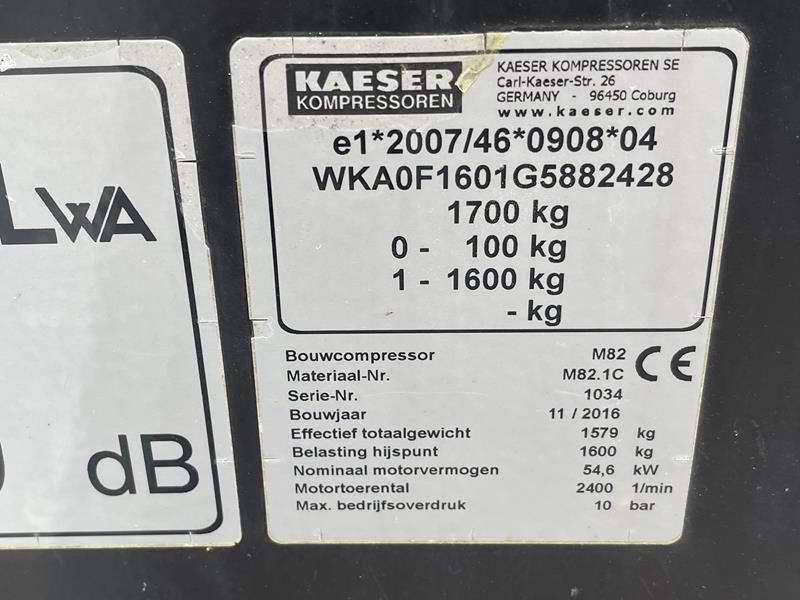 LWA
dB
KAESER
KOMPRESSOREN
KAESER KOMPRESSOREN SE
Carl-Kaeser-Str. 26
GERMANY - 96450 Coburg
www.kaeser.com
e1*2007/46*0908*04
WKA0F1601G5882428
1700 kg
0 - 100 kg
1 - 1600 kg
- kg
Bouwcompressor M82
CE
Materiaal-Nr. M82.1C
Serie-Nr. 1034
Bouwjaar 11 / 2016
Effectief totaalgewicht 1579 kg
Belasting hijspunt 1600 kg
Nominaal motorvermogen 54,6 kW
Motortoerental 2400 1/min
Max. bedrijfsoverdruk 10 bar